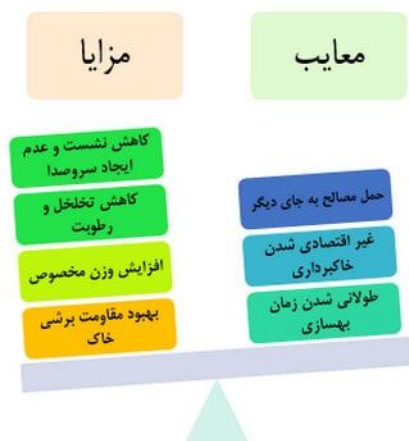 معایب
مزایا
حمل مصالح به جای دیگر
غیر اقتصادی شدن
خاکبرداری
طولانی شدن زمان
بهسازی
کاهش نشست و عدم
ایجاد سروصدا
کاهش تخلخل و
رطوبت
افزایش وزن مخصوص
بهبود مقاومت برشی
خاک